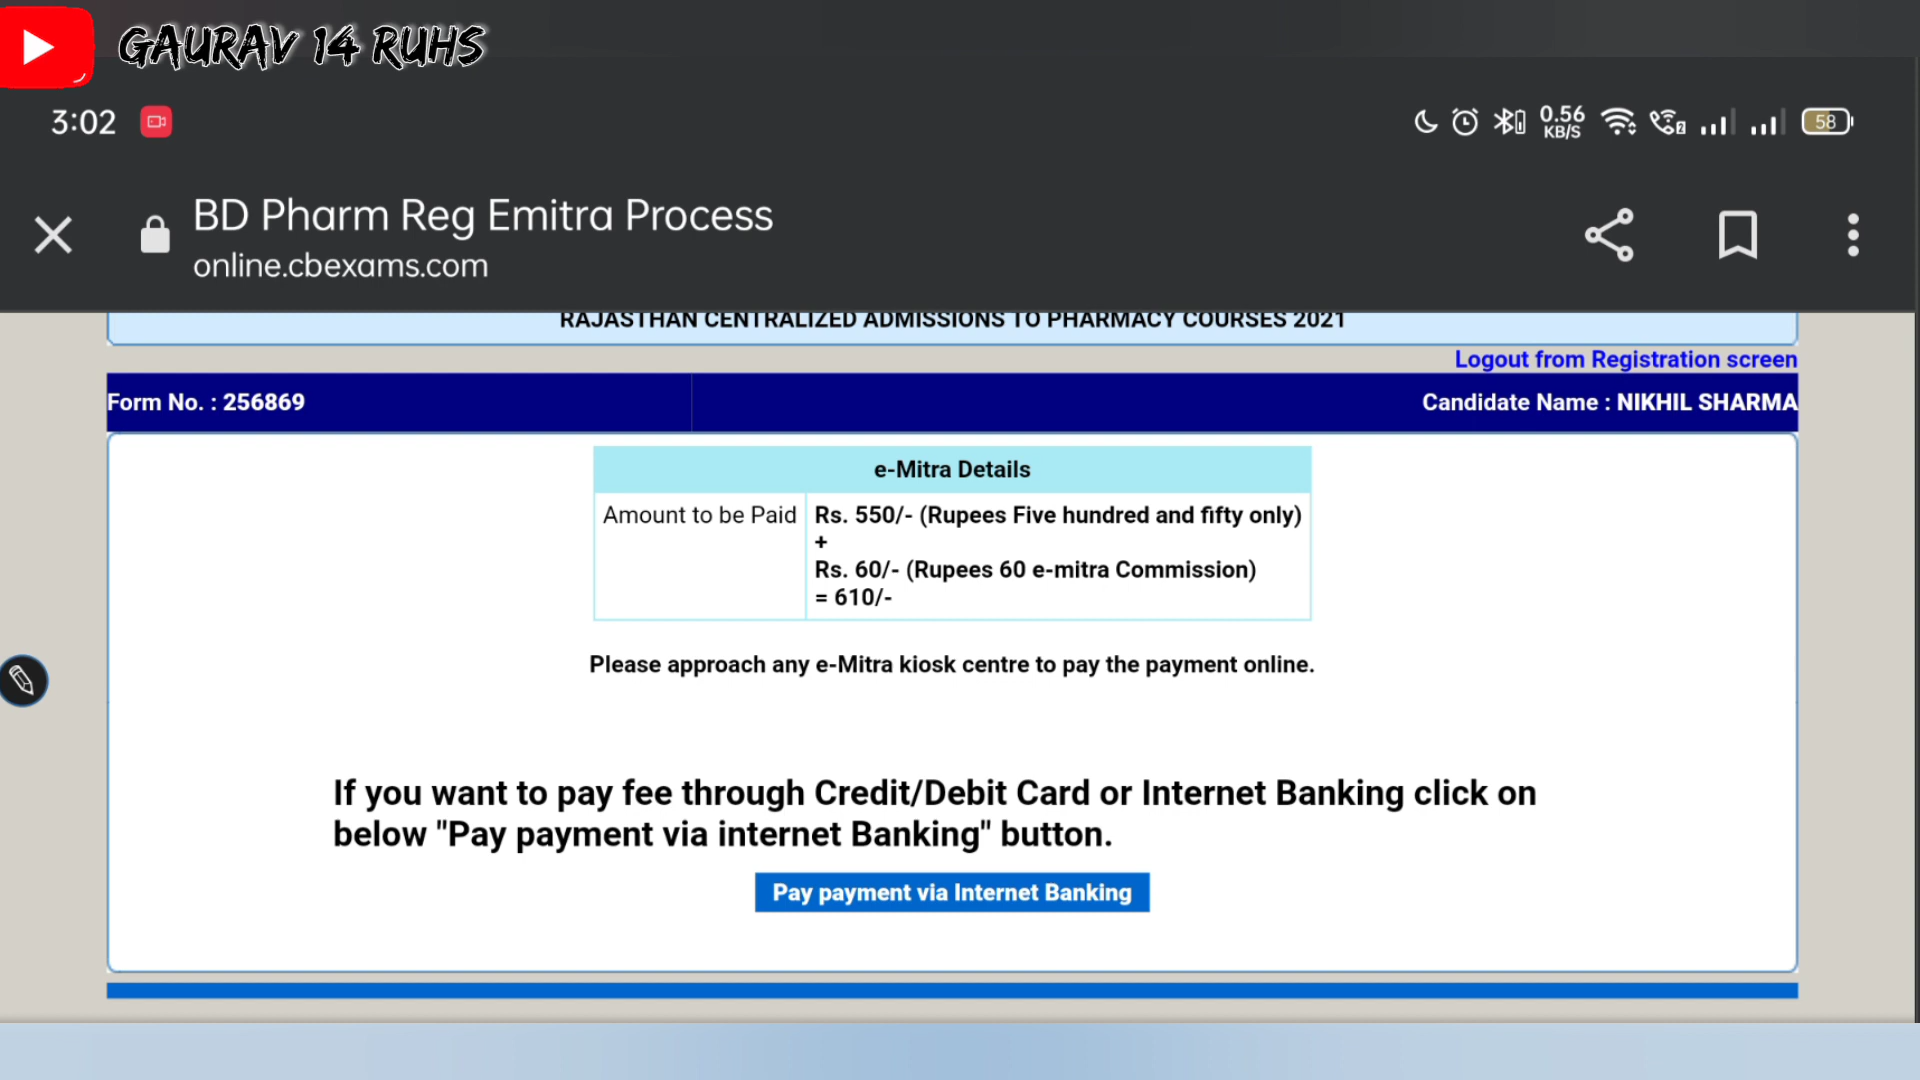 GAURAV 14 RUHS
3:02
0.56
KB/S
2
58
BD Pharm Reg Emitra Process
online.cbexams.com
RAJASTHAN CENTRALIZED ADMISSIONS TO PHARMACY COURSES 2021
Logout from Registration screen
Form No. : 256869
Candidate Name : NIKHIL SHARMA
e-Mitra Details
Amount to be Paid
Rs. 550/- (Rupees Five hundred and fifty only)
+
Rs. 60/- (Rupees 60 e-mitra Commission)
= 610/-
Please approach any e-Mitra kiosk centre to pay the payment online.
If you want to pay fee through Credit/Debit Card or Internet Banking click on
below "Pay payment via internet Banking" button.
Pay payment via Internet Banking